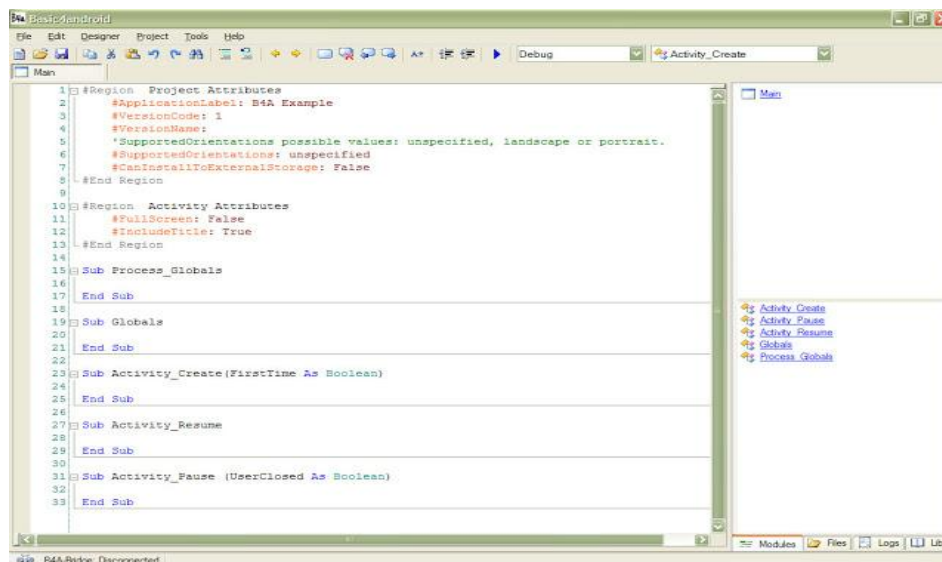 B4A Basic4android
File Edit Designer Project Tools Help
Debug Activity_Create
Main
1 #Region Project Attributes
2 #ApplicationLabel: B4A Example
3 #VersionCode: 1
4 #VersionName:
5 'SupportedOrientations possible values: unspecified, landscape or portrait.
6 #SupportedOrientations: unspecified
7 #CanInstallToExternalStorage: False
8 #End Region
9
10 #Region Activity Attributes
11 #FullScreen: False
12 #IncludeTitle: True
13 #End Region
14
15 Sub Process_Globals
16
17 End Sub
18
19 Sub Globals
20
21 End Sub
22
23 Sub Activity_Create(FirstTime As Boolean)
24
25 End Sub
26
27 Sub Activity_Resume
28
29 End Sub
30
31 Sub Activity_Pause (UserClosed As Boolean)
32
33 End Sub
Main
Activity_Create
Activity_Pause
Activity_Resume
Globals
Process_Globals
Modules Files Logs Lib
B4A-Bridge: Disconnected